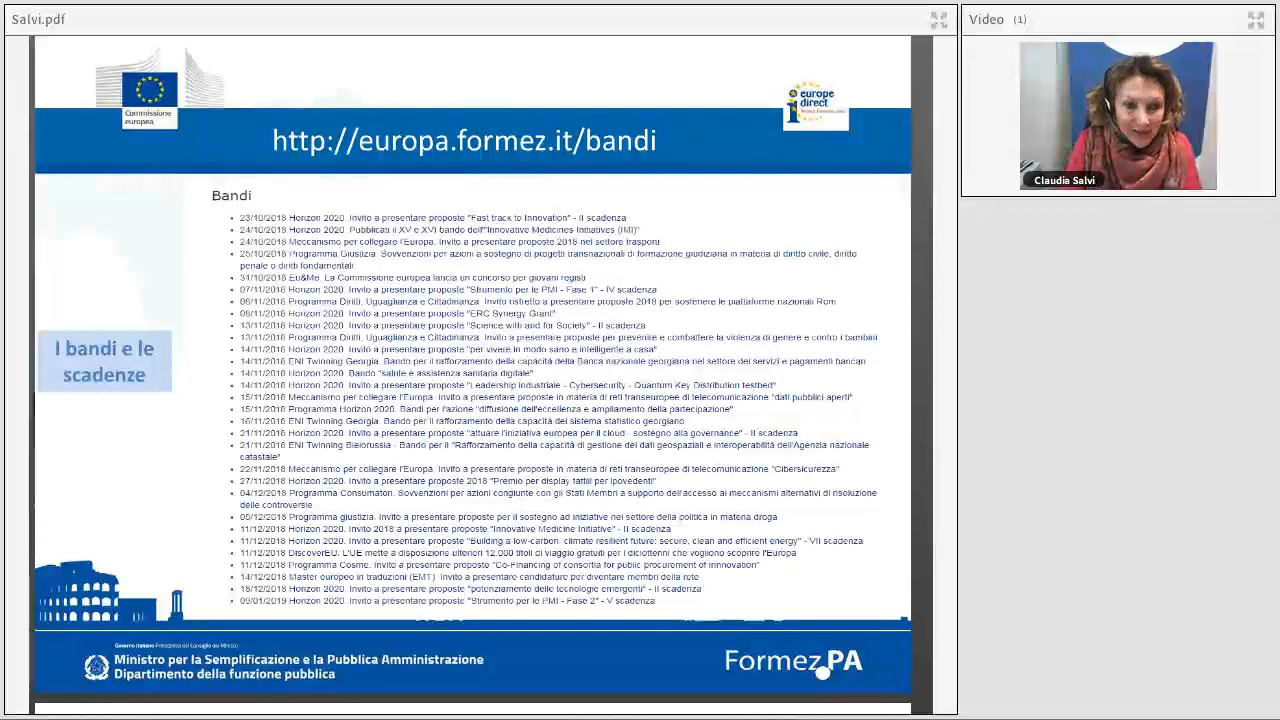 Salvi.pdf
Video (1)
Commissione
europea
europe
direct
http://europa.formez.it/bandi
Claudia Salvi
Bandi
23/10/2018 Horizon 2020. Invito a presentare proposte "Fast track to Innovation" - II scadenza
24/10/2018 Horizon 2020. Pubblicati il XV e XVI bando dell'"Innovative Medicines Initiatives (IMI)"
24/10/2018 Meccanismo per collegare l'Europa. Invito a presentare proposte 2018 nel settore trasporti
25/10/2018 Programma Giustizia. Sovvenzioni per azioni a sostegno di progetti transnazionali di formazione giudiziaria in materia di diritto civile, diritto
penale o diritti fondamentali
31/10/2018 Eu&Me. La Commissione europea lancia un concorso per giovani registi
07/11/2018 Horizon 2020. Invito a presentare proposte "Strumento per le PMI - Fase 1" - IV scadenza
08/11/2018 Programma Diritti, Uguaglianza e Cittadinanza. Invito ristretto a presentare proposte 2018 per sostenere le piattaforme nazionali Rom
08/11/2018 Horizon 2020. Invito a presentare proposte "ERC Synergy Grant"
13/11/2018 Horizon 2020. Invito a presentare proposte "Science with and for Society" - II scadenza
13/11/2018 Programma Diritti, Uguaglianza e Cittadinanza. Invito a presentare proposte per prevenire e combattere la violenza di genere e contro i bambini
14/11/2018 Horizon 2020. Invito a presentare proposte "per vivere in modo sano e intelligente a casa"
14/11/2018 ENI Twinning Georgia. Bando per il rafforzamento della capacità della Banca nazionale georgiana nel settore dei servizi e pagamenti bancari
14/11/2018 Horizon 2020. Bando "salute e assistenza sanitaria digitale"
14/11/2018 Horizon 2020. Invito a presentare proposte "Leadership Industriale - Cybersecurity - Quantum Key Distribution testbed"
15/11/2018 Meccanismo per collegare l'Europa. Invito a presentare proposte in materia di reti transeuropee di telecomunicazione "dati pubblici aperti"
15/11/2018 Programma Horizon 2020. Bandi per l'azione "diffusione dell'eccellenza e ampliamento della partecipazione"
16/11/2018 ENI Twinning Georgia. Bando per il rafforzamento della capacità del sistema statistico georgiano
21/11/2018 Horizon 2020. Invito a presentare proposte "attuare l'iniziativa europea per il cloud - sostegno alla governance" - II scadenza
21/11/2018 ENI Twinning Bielorussia - Bando per il "Rafforzamento della capacità di gestione dei dati geospaziali e interoperabilità dell'Agenzia nazionale
catastale"
22/11/2018 Meccanismo per collegare l'Europa. Invito a presentare proposte in materia di reti transeuropee di telecomunicazione "Cibersicurezza"
27/11/2018 Horizon 2020. Invito a presentare proposte 2018 "Premio per display tattili per ipovedenti"
04/12/2018 Programma Consumatori. Sovvenzioni per azioni congiunte con gli Stati Membri a supporto dell'accesso ai meccanismi alternativi di risoluzione
delle controversie
05/12/2018 Programma giustizia. Invito a presentare proposte per il sostegno ad iniziative nel settore della politica in materia droga
11/12/2018 Horizon 2020. Invito 2018 a presentare proposte "Innovative Medicine Initiative" - II scadenza
11/12/2018 Horizon 2020. Invito a presentare proposte "Building a low-carbon, climate resilient future: secure, clean and efficient energy" - VII scadenza
11/12/2018 DiscoverEU. L'UE mette a disposizione ulteriori 12.000 titoli di viaggio gratuiti per i diciottenni che vogliono scoprire l'Europa
11/12/2018 Programma Cosme. Invito a presentare proposte "Co-Financing of consortia for public procurement of innovation"
14/12/2018 Master europeo in traduzioni (EMT). Invito a presentare candidature per diventare membri della rete
18/12/2018 Horizon 2020. Invito a presentare proposte "potenziamento delle tecnologie emergenti" - II scadenza
09/01/2019 Horizon 2020. Invito a presentare proposte "Strumento per le PMI - Fase 2" - V scadenza
I bandi e le
scadenze
Governo Italiano Presidenza del Consiglio dei Ministri
Ministro per la Semplificazione e la Pubblica Amministrazione
Dipartimento della funzione pubblica
Formez.PA